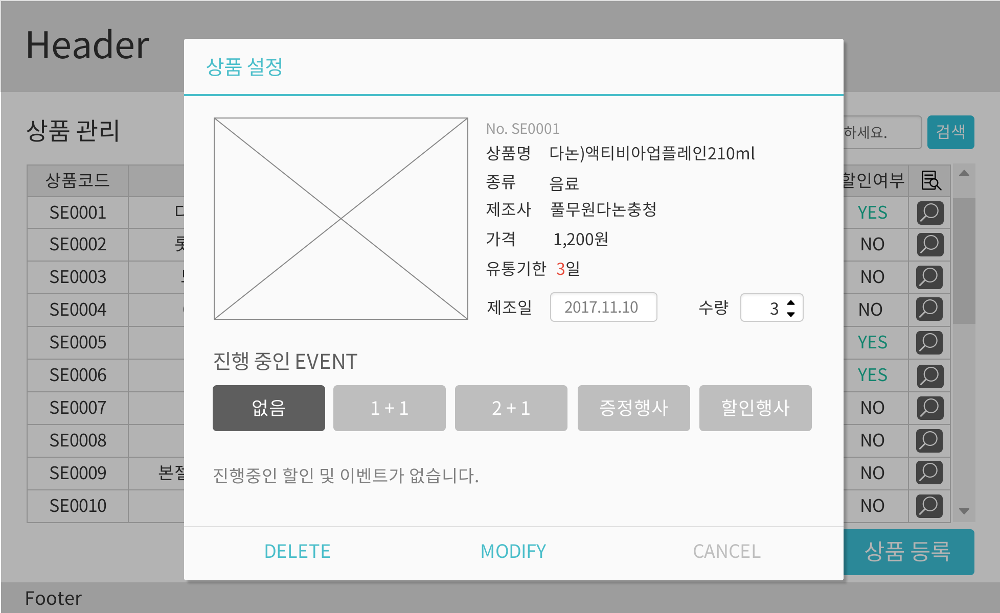 Header
상품 설정
상품 관리
하세요.
검색
No. SE0001
상품명 다논)액티비아업플레인210ml
종류 음료
제조사 풀무원다논충청
가격 1,200원
유통기한 3일
제조일 2017.11.10 수량 3
진행 중인 EVENT
없음 1 + 1 2 + 1 증정행사 할인행사
진행중인 할인 및 이벤트가 없습니다.
DELETE MODIFY CANCEL
상품코드 할인여부
SE0001 YES
SE0002 NO
SE0003 NO
SE0004 NO
SE0005 YES
SE0006 YES
SE0007 NO
SE0008 NO
SE0009 본절 NO
SE0010 NO
상품 등록
Footer